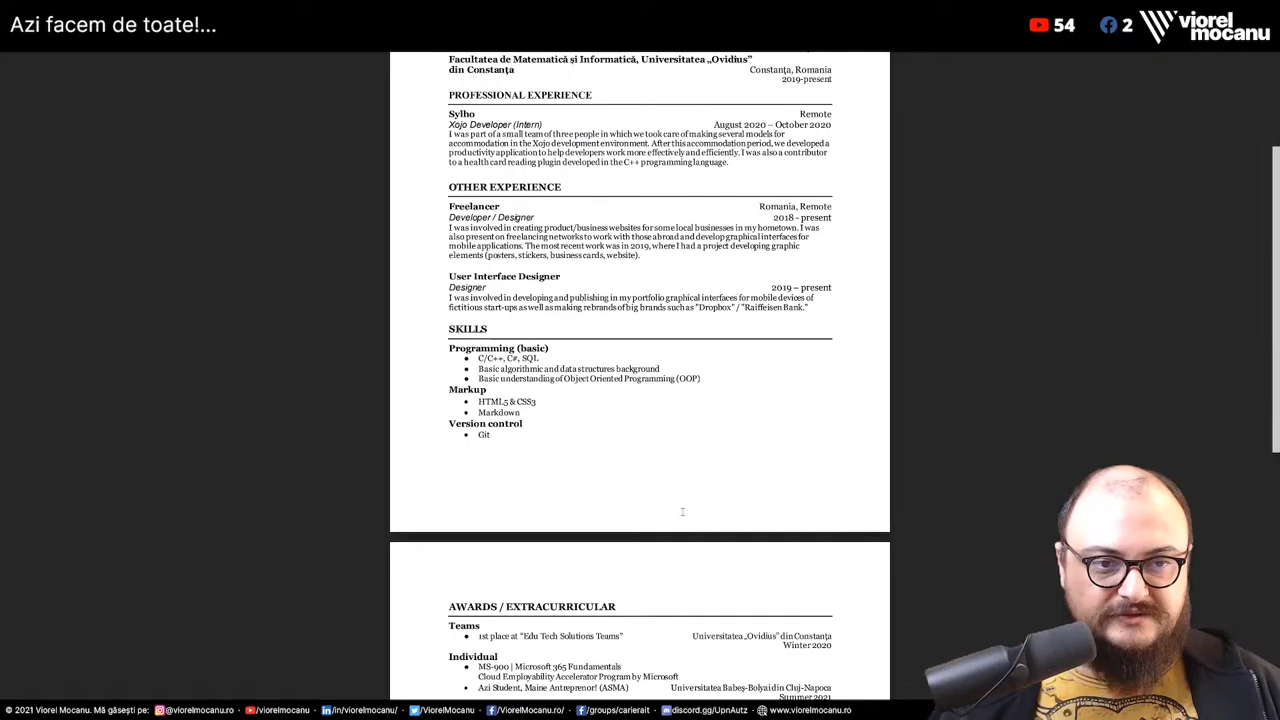 Azi facem de toate!...
54
2
viorel
mocanu
Facultatea de Matematică și Informatică, Universitatea „Ovidius”
din Constanța
Constanța, Romania
2019-present
PROFESSIONAL EXPERIENCE
Sylho
Remote
Xojo Developer (Intern)
August 2020 – October 2020
I was part of a small team of three people in which we took care of making several models for
accommodation in the Xojo development environment. After this accommodation period, we developed a
productivity application to help developers work more effectively and efficiently. I was also a contributor
to a health card reading plugin developed in the C++ programming language.
OTHER EXPERIENCE
Freelancer
Romania, Remote
Developer / Designer
2018 - present
I was involved in creating product/business websites for some local businesses in my hometown. I was
also present on freelancing networks to work with those abroad and develop graphical interfaces for
mobile applications. The most recent work was in 2019, where I had a project developing graphic
elements (posters, stickers, business cards, website).
User Interface Designer
Designer
2019 – present
I was involved in developing and publishing in my portfolio graphical interfaces for mobile devices of
fictitious start-ups as well as making rebrands of big brands such as "Dropbox" / "Raiffeisen Bank."
SKILLS
Programming (basic)
● C/C++, C#, SQL
● Basic algorithmic and data structures background
● Basic understanding of Object Oriented Programming (OOP)
Markup
• HTML5 & CSS3
• Markdown
Version control
• Git
AWARDS / EXTRACURRICULAR
Teams
● 1st place at “Edu Tech Solutions Teams”
Universitatea „Ovidius” din Constanța
Winter 2020
Individual
● MS-900 | Microsoft 365 Fundamentals
Cloud Employability Accelerator Program by Microsoft
● Azi Student, Maine Antreprenor! (ASMA)
Universitatea Babeș-Bolyai din Cluj-Napoca
Summer 2021
© 2021 Viorel Mocanu. Mă găsești pe: @viorelmocanu.ro /viorelmocanu in/viorelmocanu/ @ViorelMocanu /ViorelMocanu.ro/ /groups/carierait discord.gg/UpnAutz www.viorelmocanu.ro